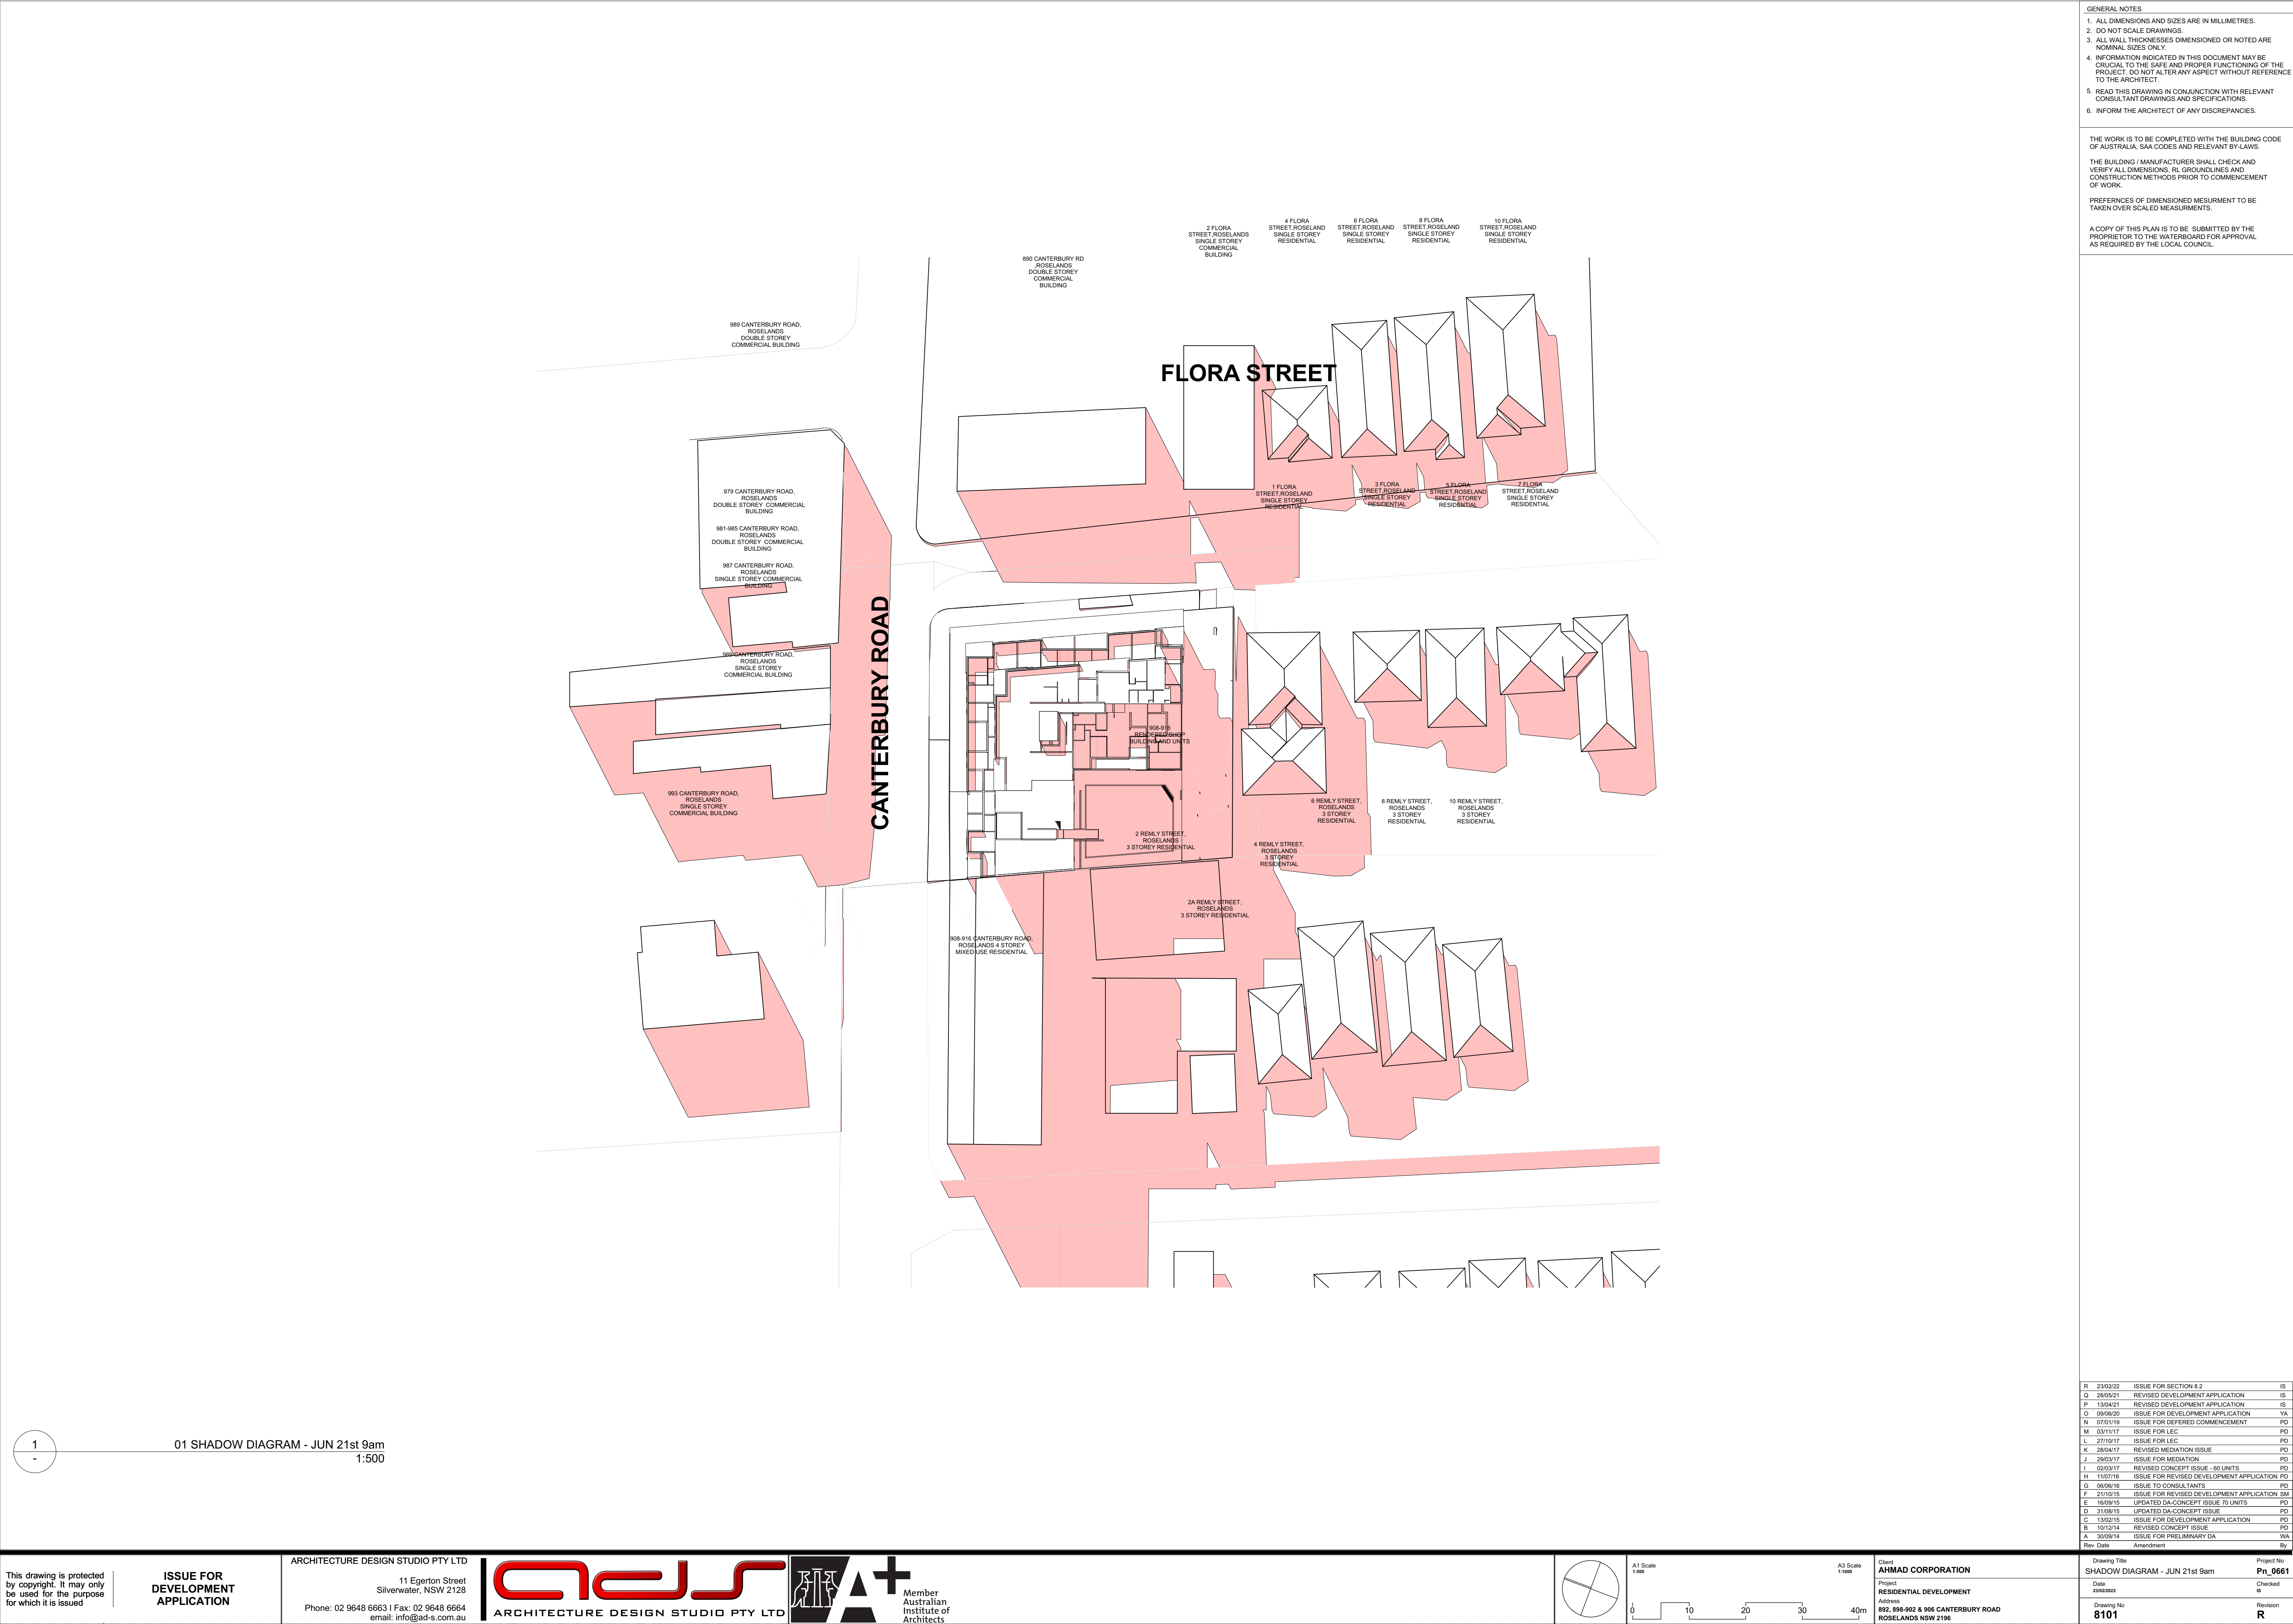 GENERAL NOTES
1. ALL DIMENSIONS AND SIZES ARE IN MILLIMETRES.
2. DO NOT SCALE DRAWINGS.
3. ALL WALL THICKNESSES DIMENSIONED OR NOTED ARE
NOMINAL SIZES ONLY.
4. INFORMATION INDICATED IN THIS DOCUMENT MAY BE
CRUCIAL TO THE SAFE AND PROPER FUNCTIONING OF THE
PROJECT. DO NOT ALTER ANY ASPECT WITHOUT REFERENCE
TO THE ARCHITECT.
5. READ THIS DRAWING IN CONJUNCTION WITH RELEVANT
CONSULTANT DRAWINGS AND SPECIFICATIONS.
6. INFORM THE ARCHITECT OF ANY DISCREPANCIES.
THE WORK IS TO BE COMPLETED WITH THE BUILDING CODE
OF AUSTRALIA, SAA CODES AND RELEVANT BY-LAWS.
THE BUILDING / MANUFACTURER SHALL CHECK AND
VERIFY ALL DIMENSIONS, RL GROUNDLINES AND
CONSTRUCTION METHODS PRIOR TO COMMENCEMENT
OF WORK.
PREFERNCES OF DIMENSIONED MESURMENT TO BE
TAKEN OVER SCALED MEASURMENTS.
A COPY OF THIS PLAN IS TO BE SUBMITTED BY THE
PROPRIETOR TO THE WATERBOARD FOR APPROVAL
AS REQUIRED BY THE LOCAL COUNCIL.
2 FLORA
STREET,ROSELANDS
SINGLE STOREY
COMMERCIAL
BUILDING
4 FLORA
STREET,ROSELAND
SINGLE STOREY
RESIDENTIAL
6 FLORA
STREET,ROSELAND
SINGLE STOREY
RESIDENTIAL
8 FLORA
STREET,ROSELAND
SINGLE STOREY
RESIDENTIAL
10 FLORA
STREET,ROSELAND
SINGLE STOREY
RESIDENTIAL
890 CANTERBURY RD
,ROSELANDS
DOUBLE STOREY
COMMERCIAL
BUILDING
989 CANTERBURY ROAD,
ROSELANDS
DOUBLE STOREY
COMMERCIAL BUILDING
FLORA STREET
979 CANTERBURY ROAD,
ROSELANDS
DOUBLE STOREY COMMERCIAL
BUILDING
981-985 CANTERBURY ROAD,
ROSELANDS
DOUBLE STOREY COMMERCIAL
BUILDING
987 CANTERBURY ROAD,
ROSELANDS
SINGLE STOREY COMMERCIAL
BUILDING
1 FLORA
STREET,ROSELAND
SINGLE STOREY
RESIDENTIAL
3 FLORA
STREET,ROSELAND
SINGLE STOREY
RESIDENTIAL
5 FLORA
STREET,ROSELAND
SINGLE STOREY
RESIDENTIAL
7 FLORA
STREET,ROSELAND
SINGLE STOREY
RESIDENTIAL
989 CANTERBURY ROAD,
ROSELANDS
SINGLE STOREY
COMMERCIAL BUILDING
CANTERBURY ROAD
908-916
RENDERED SHOP
BUILDING AND UNITS
993 CANTERBURY ROAD,
ROSELANDS
SINGLE STOREY
COMMERCIAL BUILDING
6 REMLY STREET,
ROSELANDS
3 STOREY
RESIDENTIAL
8 REMLY STREET,
ROSELANDS
3 STOREY
RESIDENTIAL
10 REMLY STREET,
ROSELANDS
3 STOREY
RESIDENTIAL
2 REMLY STREET,
ROSELANDS
3 STOREY RESIDENTIAL
4 REMLY STREET,
ROSELANDS
3 STOREY
RESIDENTIAL
2A REMLY STREET,
ROSELANDS
3 STOREY RESIDENTIAL
908-916 CANTERBURY ROAD,
ROSELANDS 4 STOREY
MIXED USE RESIDENTIAL
1
-
01 SHADOW DIAGRAM - JUN 21st 9am
1:500
R 23/02/22 ISSUE FOR SECTION 8.2 IS
Q 28/05/21 REVISED DEVELOPMENT APPLICATION IS
P 13/04/21 REVISED DEVELOPMENT APPLICATION IS
O 09/06/20 ISSUE FOR DEVELOPMENT APPLICATION YA
N 07/01/19 ISSUE FOR DEFERED COMMENCEMENT PD
M 03/11/17 ISSUE FOR LEC PD
L 27/10/17 ISSUE FOR LEC PD
K 28/04/17 REVISED MEDIATION ISSUE PD
J 29/03/17 ISSUE FOR MEDIATION PD
I 02/03/17 REVISED CONCEPT ISSUE - 60 UNITS PD
H 11/07/16 ISSUE FOR REVISED DEVELOPMENT APPLICATION PD
G 06/06/16 ISSUE TO CONSULTANTS PD
F 21/10/15 ISSUE FOR REVISED DEVELOPMENT APPLICATION SM
E 16/09/15 UPDATED DA-CONCEPT ISSUE 70 UNITS PD
D 31/08/15 UPDATED DA-CONCEPT ISSUE PD
C 13/02/15 ISSUE FOR DEVELOPMENT APPLICATION PD
B 10/12/14 REVISED CONCEPT ISSUE PD
A 30/09/14 ISSUE FOR PRELIMINARY DA WA
Rev Date Amendment By
This drawing is protected
by copyright. It may only
be used for the purpose
for which it is issued
ISSUE FOR
DEVELOPMENT
APPLICATION
ARCHITECTURE DESIGN STUDIO PTY LTD
11 Egerton Street
Silverwater, NSW 2128
Phone: 02 9648 6663 I Fax: 02 9648 6664
email: info@ad-s.com.au
ads
ARCHITECTURE DESIGN STUDIO PTY LTD
A+
Member
Australian
Institute of
Architects
A1 Scale
1:500
A3 Scale
1:1000
0 10 20 30 40m
Client
AHMAD CORPORATION
Project
RESIDENTIAL DEVELOPMENT
Address
892, 898-902 & 906 CANTERBURY ROAD
ROSELANDS NSW 2196
Drawing Title
SHADOW DIAGRAM - JUN 21st 9am
Project No
Pn_0661
Date
23/02/2022
Checked
IS
Drawing No
8101
Revision
R